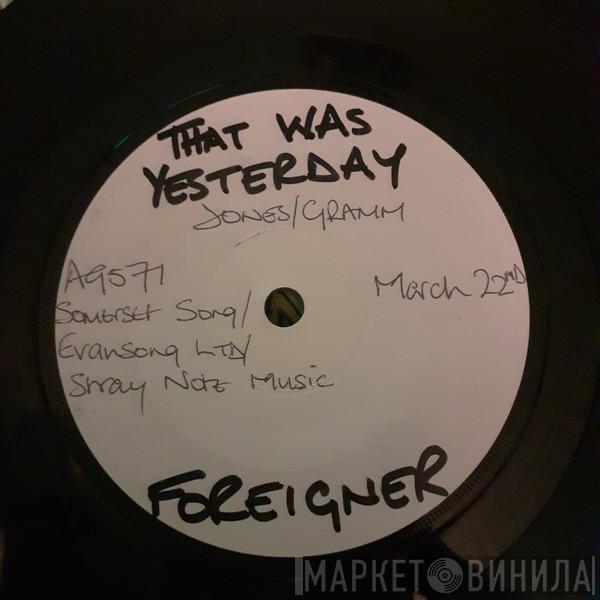 THAT WAS
YESTERDAY
JONES/GRAMM
A9571
March 22ND
Somerset Song/
Evansong LTD/
Stray Note Music
FOREIGNER
МАРКЕТ ВИНИЛА